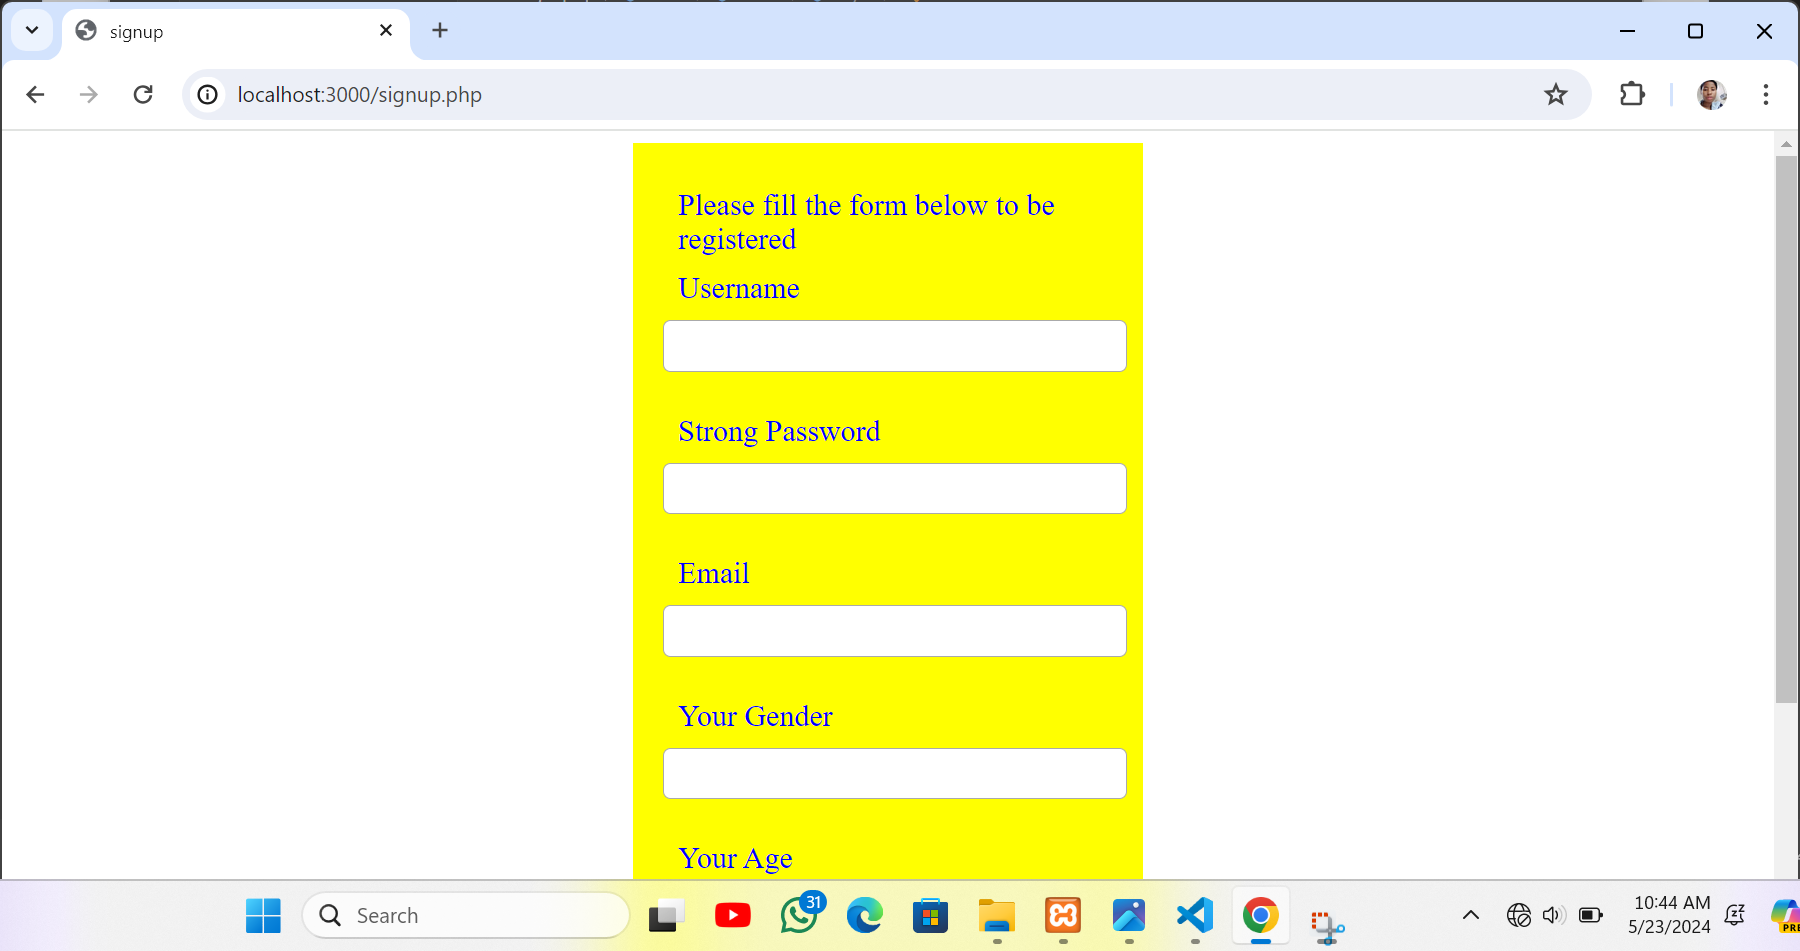 signup
localhost:3000/signup.php
Please fill the form below to be
registered
Username
Strong Password
Email
Your Gender
Your Age
Search
31
10:44 AM
5/23/2024
PRE